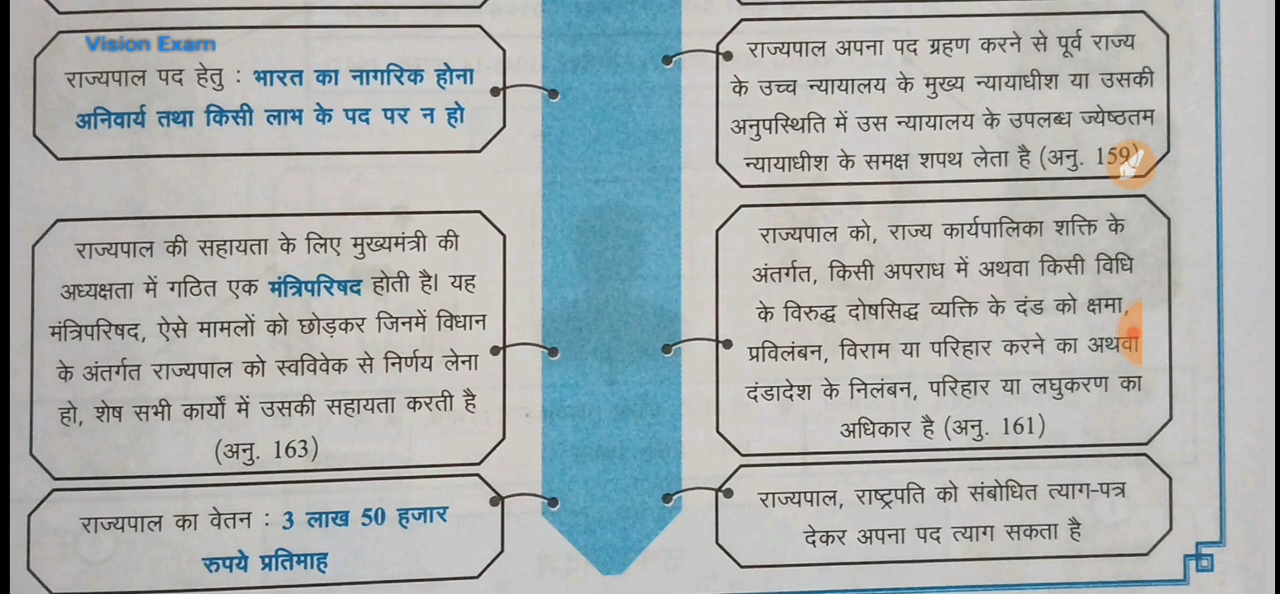 Vision Exam
राज्यपाल पद हेतु : भारत का नागरिक होना
अनिवार्य तथा किसी लाभ के पद पर न हो
राज्यपाल अपना पद ग्रहण करने से पूर्व राज्य
के उच्च न्यायालय के मुख्य न्यायाधीश या उसकी
अनुपस्थिति में उस न्यायालय के उपलब्ध ज्येष्ठतम
न्यायाधीश के समक्ष शपथ लेता है (अनु. 159)
राज्यपाल की सहायता के लिए मुख्यमंत्री की
अध्यक्षता में गठित एक मंत्रिपरिषद होती है। यह
मंत्रिपरिषद, ऐसे मामलों को छोड़कर जिनमें विधान
के अंतर्गत राज्यपाल को स्वविवेक से निर्णय लेना
हो, शेष सभी कार्यों में उसकी सहायता करती है
(अनु. 163)
राज्यपाल को, राज्य कार्यपालिका शक्ति के
अंतर्गत, किसी अपराध में अथवा किसी विधि
के विरुद्ध दोषसिद्ध व्यक्ति के दंड को क्षमा,
प्रविलंबन, विराम या परिहार करने का अथवा
दंडादेश के निलंबन, परिहार या लघुकरण का
अधिकार है (अनु. 161)
राज्यपाल का वेतन : 3 लाख 50 हजार
रुपये प्रतिमाह
राज्यपाल, राष्ट्रपति को संबोधित त्याग-पत्र
देकर अपना पद त्याग सकता है